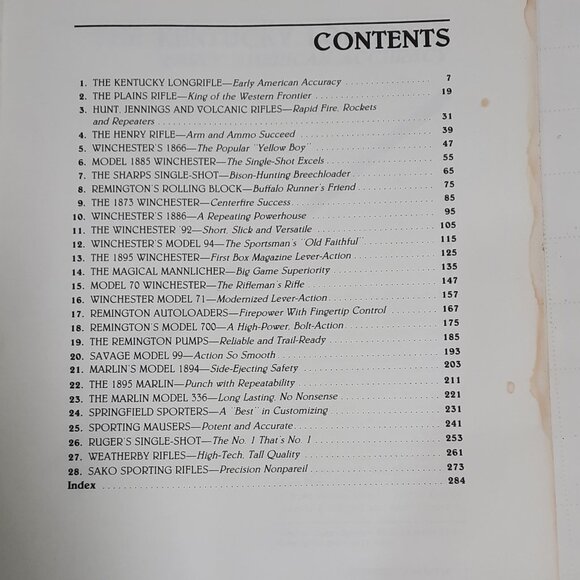 CONTENTS
1. THE KENTUCKY LONGRIFLE—Early American Accuracy 7
2. THE PLAINS RIFLE—King of the Western Frontier 19
3. HUNT, JENNINGS AND VOLCANIC RIFLES—Rapid Fire, Rockets
and Repeaters 31
4. THE HENRY RIFLE—Arm and Ammo Succeed 39
5. WINCHESTER'S 1866—The Popular "Yellow Boy" 47
6. MODEL 1885 WINCHESTER—The Single-Shot Excels 55
7. THE SHARPS SINGLE-SHOT—Bison-Hunting Breechloader 65
8. REMINGTON'S ROLLING BLOCK—Buffalo Runner's Friend 75
9. THE 1873 WINCHESTER—Centerfire Success 85
10. WINCHESTER'S 1886—A Repeating Powerhouse 95
11. THE WINCHESTER '92—Short, Slick and Versatile 105
12. WINCHESTER'S MODEL 94—The Sportsman's "Old Faithful" 115
13. THE 1895 WINCHESTER—First Box Magazine Lever-Action 125
14. THE MAGICAL MANNLICHER—Big Game Superiority 135
15. MODEL 70 WINCHESTER—The Rifleman's Rifle 147
16. WINCHESTER MODEL 71—Modernized Lever-Action 157
17. REMINGTON AUTOLOADERS—Firepower With Fingertip Control 167
18. REMINGTON'S MODEL 700—A High-Power, Bolt-Action 175
19. THE REMINGTON PUMPS—Reliable and Trail-Ready 185
20. SAVAGE MODEL 99—Action So Smooth 193
21. MARLIN'S MODEL 1894—Side-Ejecting Safety 203
22. THE 1895 MARLIN—Punch with Repeatability 211
23. THE MARLIN MODEL 336—Long Lasting, No Nonsense 221
24. SPRINGFIELD SPORTERS—A "Best" in Customizing 231
25. SPORTING MAUSERS—Potent and Accurate 241
26. RUGER'S SINGLE-SHOT—The No. 1 That's No. 1 253
27. WEATHERBY RIFLES—High-Tech, Tall Quality 261
28. SAKO SPORTING RIFLES—Precision Nonpareil 273
Index 284